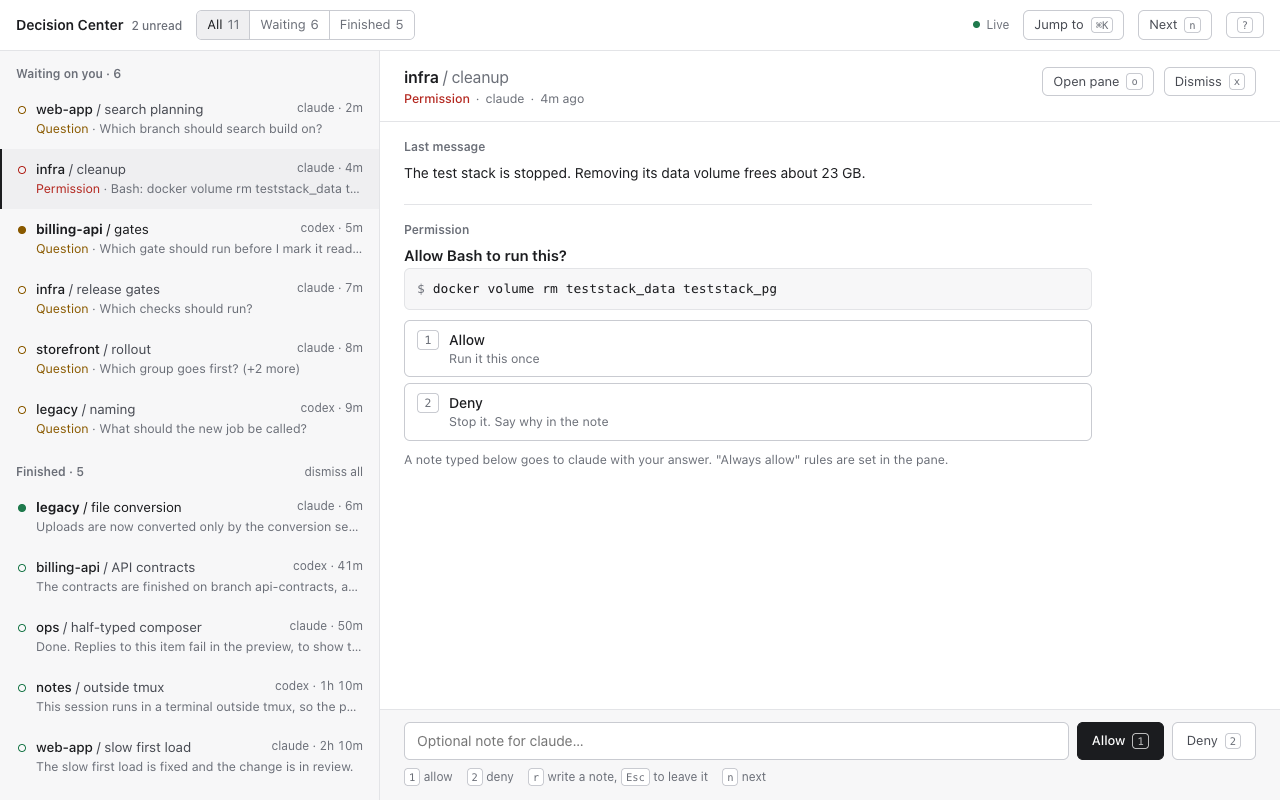 Decision Center 2 unread All 11 Waiting 6 Finished 5 Live Jump to ⌘K Next n ?
Waiting on you · 6
web-app / search planning claude · 2m
Question · Which branch should search build on?
infra / cleanup claude · 4m
Permission · Bash: docker volume rm teststack_data t...
billing-api / gates codex · 5m
Question · Which gate should run before I mark it read...
infra / release gates claude · 7m
Question · Which checks should run?
storefront / rollout claude · 8m
Question · Which group goes first? (+2 more)
legacy / naming codex · 9m
Question · What should the new job be called?
Finished · 5 dismiss all
legacy / file conversion claude · 6m
Uploads are now converted only by the conversion se...
billing-api / API contracts codex · 41m
The contracts are finished on branch api-contracts, a...
ops / half-typed composer claude · 50m
Done. Replies to this item fail in the preview, to show t...
notes / outside tmux codex · 1h 10m
This session runs in a terminal outside tmux, so the p...
web-app / slow first load claude · 2h 10m
The slow first load is fixed and the change is in review.
infra / cleanup Open pane o Dismiss x
Permission · claude · 4m ago
Last message
The test stack is stopped. Removing its data volume frees about 23 GB.
Permission
Allow Bash to run this?
$ docker volume rm teststack_data teststack_pg
1 Allow
Run it this once
2 Deny
Stop it. Say why in the note
A note typed below goes to claude with your answer. "Always allow" rules are set in the pane.
Optional note for claude... Allow 1 Deny 2
1 allow 2 deny r write a note, Esc to leave it n next